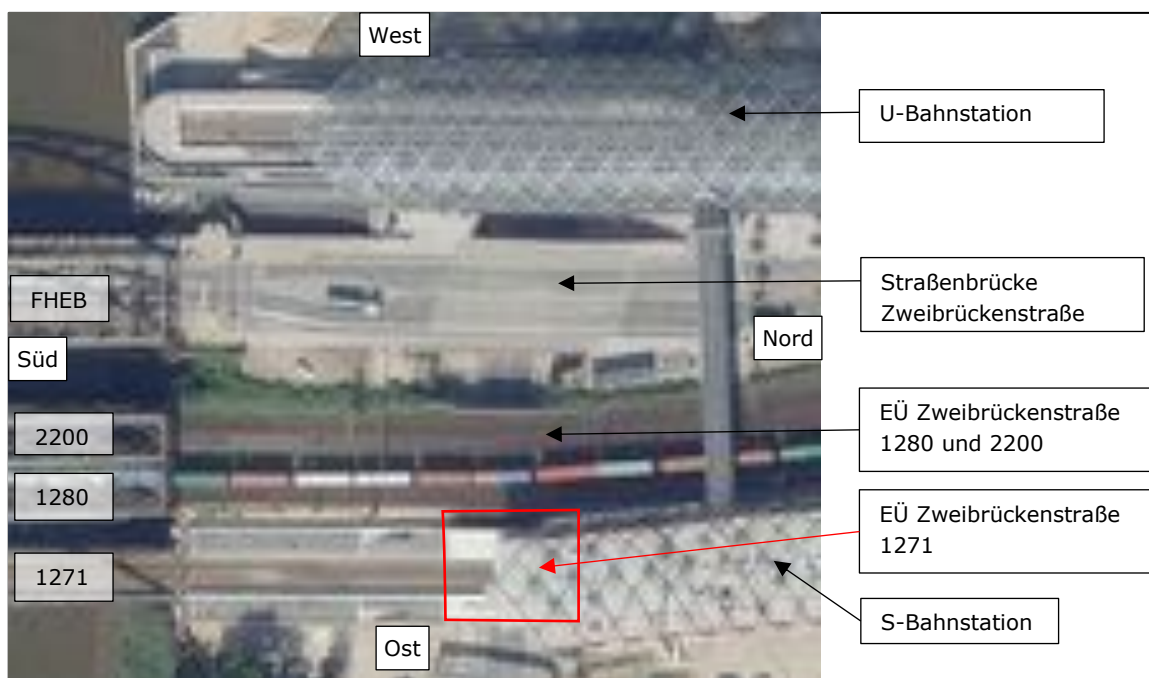 West
U-Bahnstation
FHEB
Straßenbrücke
Zweibrückenstraße
Nord
Süd
2200
EÜ Zweibrückenstraße
1280 und 2200
1280
EÜ Zweibrückenstraße
1271
1271
S-Bahnstation
Ost